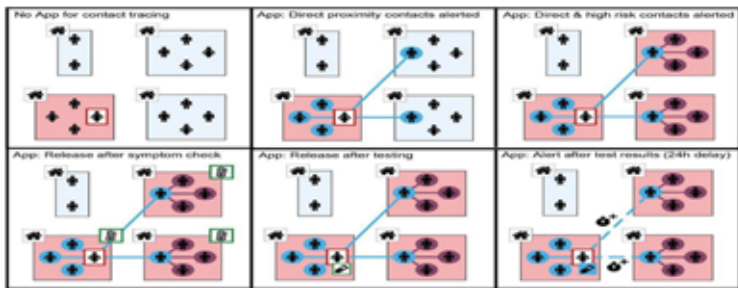 No App for contact tracing
App: Direct proximity contacts alerted
App: Direct & high risk contacts alerted
App: Release after symptom check
App: Release after testing
App: Alert after test results (24h delay)